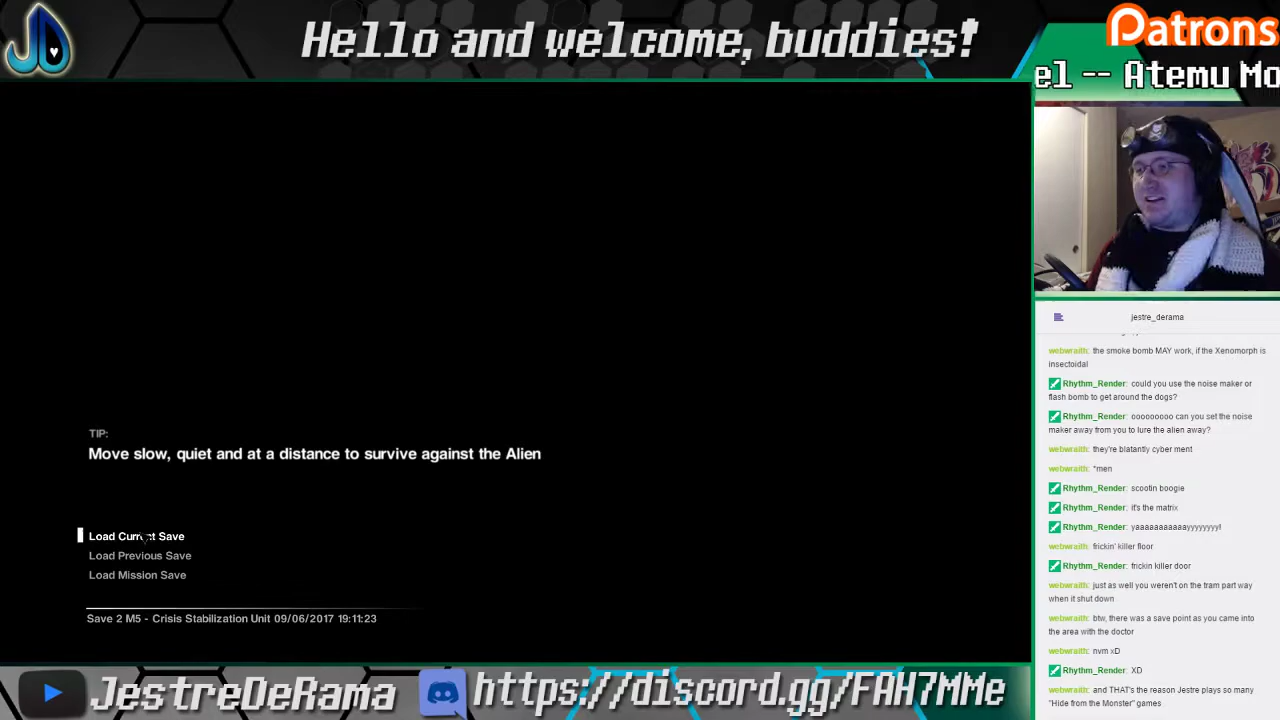 Hello and welcome, buddies!
Patrons
el -- Atemu Mo
jestre_derama
webwraith: the smoke bomb MAY work, if the Xenomorph is
insectoidal
Rhythm_Render: could you use the noise maker or
flash bomb to get around the dogs?
Rhythm_Render: oooooooo can you set the noise
maker away from you to lure the alien away?
webwraith: they're blatantly cyber ment
webwraith: *men
Rhythm_Render: scootin boogie
Rhythm_Render: it's the matrix
Rhythm_Render: yaaaaaaaaaayyyyyyy!
webwraith: frickin' killer floor
Rhythm_Render: frickin killer door
webwraith: just as well you weren't on the tram part way
when it shut down
webwraith: btw, there was a save point as you came into
the area with the doctor
webwraith: nvm xD
Rhythm_Render: XD
webwraith: and THAT's the reason Jestre plays so many
"Hide from the Monster" games
TIP:
Move slow, quiet and at a distance to survive against the Alien
Load Current Save
Load Previous Save
Load Mission Save
Save 2 M5 - Crisis Stabilization Unit 09/06/2017 19:11:23
JestreDeRama
https://discord.gg/FAH7MMe